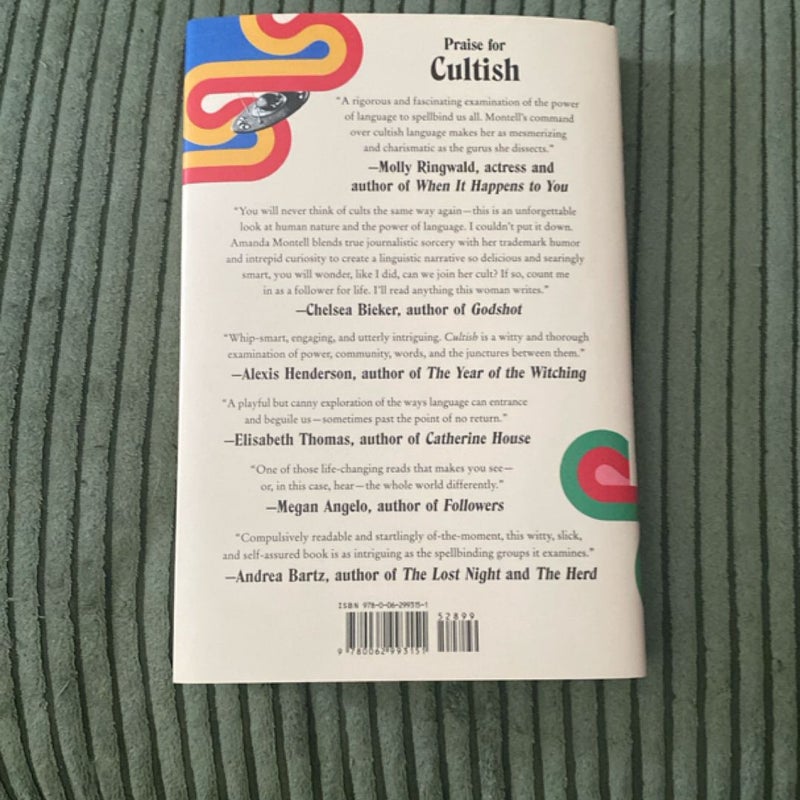 Praise for
Cultish
“A rigorous and fascinating examination of the power
of language to spellbind us all. Montell’s command
over cultish language makes her as mesmerizing
and charismatic as the gurus she dissects.”
—Molly Ringwald, actress and
author of When It Happens to You
“You will never think of cults the same way again—this is an unforgettable
look at human nature and the power of language. I couldn’t put it down.
Amanda Montell blends true journalistic sorcery with her trademark humor
and intrepid curiosity to create a linguistic narrative so delicious and searingly
smart, you will wonder, like I did, can we join her cult? If so, count me
in as a follower for life. I’ll read anything this woman writes.”
—Chelsea Bieker, author of Godshot
“Whip-smart, engaging, and utterly intriguing. Cultish is a witty and thorough
examination of power, community, words, and the junctures between them.”
—Alexis Henderson, author of The Year of the Witching
“A playful but canny exploration of the ways language can entrance
and beguile us—sometimes past the point of no return.”
—Elisabeth Thomas, author of Catherine House
“One of those life-changing reads that makes you see—
or, in this case, hear—the whole world differently.”
—Megan Angelo, author of Followers
“Compulsively readable and startlingly of-the-moment, this witty, slick,
and self-assured book is as intriguing as the spellbinding groups it examines.”
—Andrea Bartz, author of The Lost Night and The Herd
ISBN 978-0-06-299315-1
52899
9 780062 993151